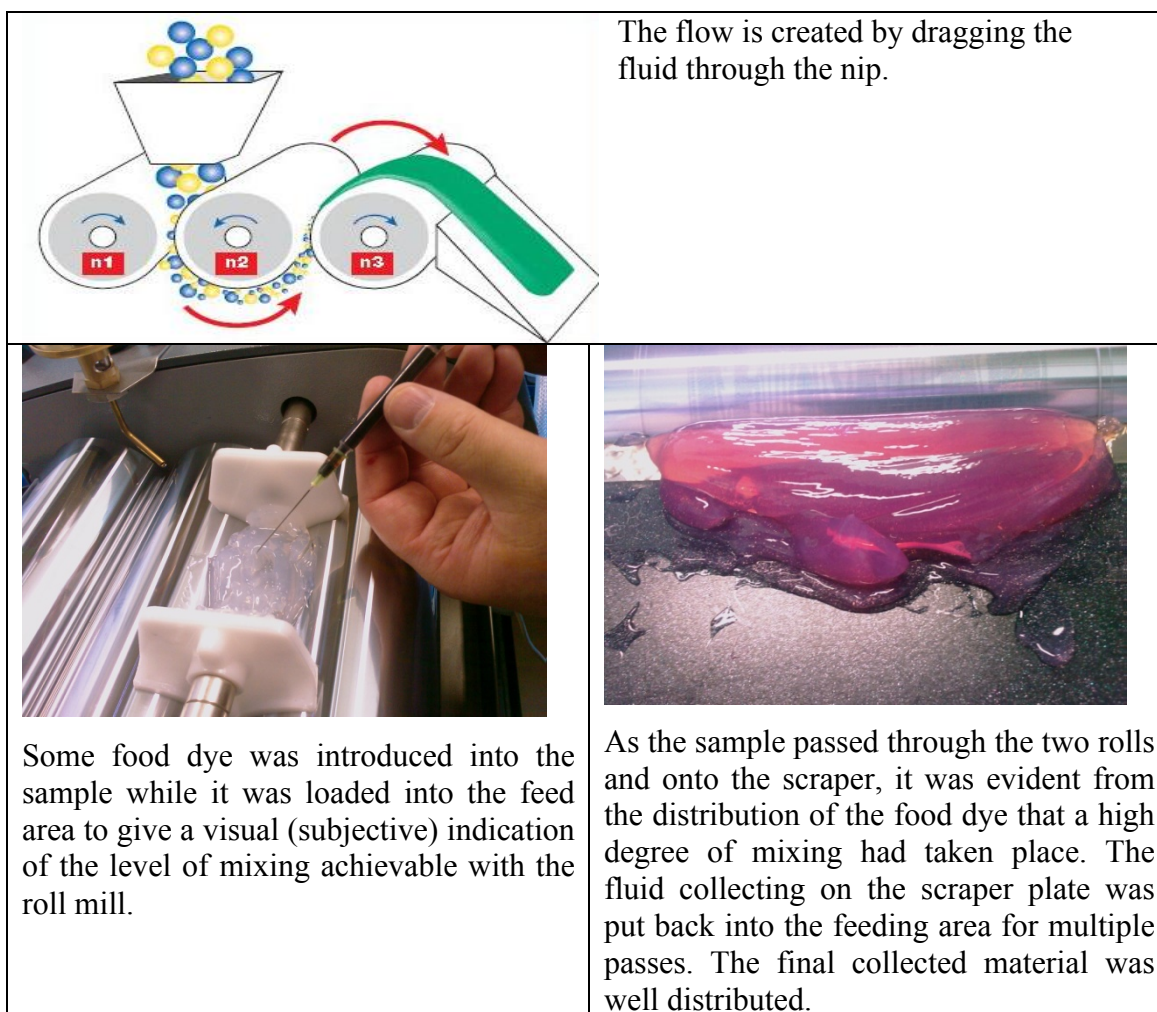 The flow is created by dragging the
fluid through the nip.
n1
n2
n3
Some food dye was introduced into the
sample while it was loaded into the feed
area to give a visual (subjective) indication
of the level of mixing achievable with the
roll mill.
As the sample passed through the two rolls
and onto the scraper, it was evident from
the distribution of the food dye that a high
degree of mixing had taken place. The
fluid collecting on the scraper plate was
put back into the feeding area for multiple
passes. The final collected material was
well distributed.